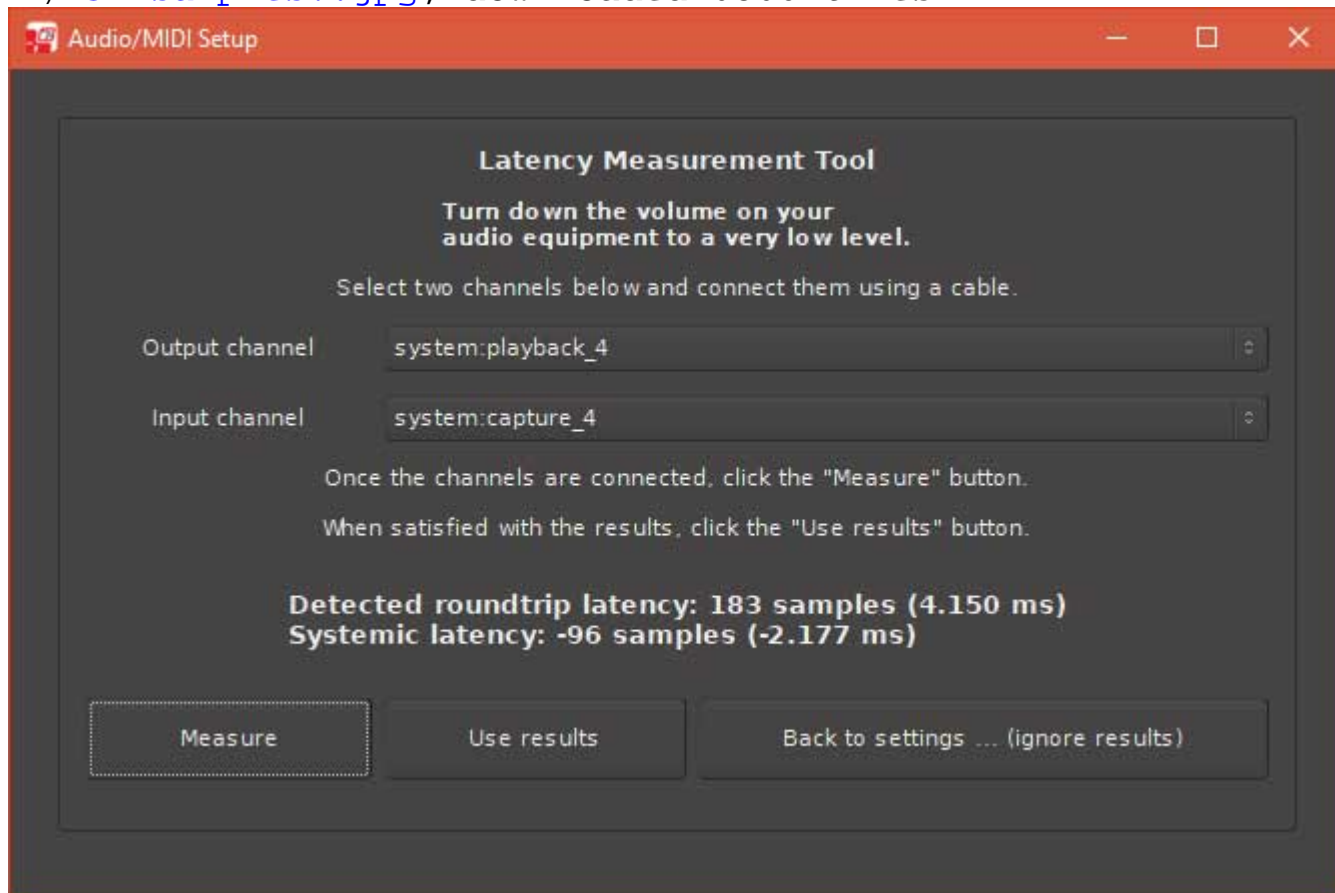 Audio/MIDI Setup
Latency Measurement Tool
Turn down the volume on your
audio equipment to a very low level.
Select two channels below and connect them using a cable.
Output channel system:playback_4
Input channel system:capture_4
Once the channels are connected, click the "Measure" button.
When satisfied with the results, click the "Use results" button.
Detected roundtrip latency: 183 samples (4.150 ms)
Systemic latency: -96 samples (-2.177 ms)
Measure Use results Back to settings ... (ignore results)